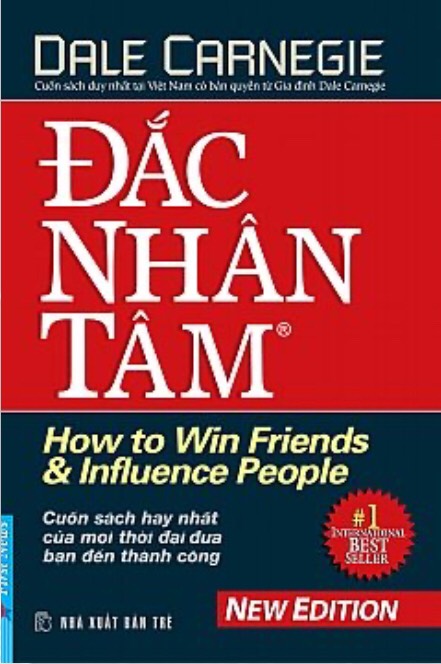 DALE CARNEGIE
Cuốn sách duy nhất tại Việt Nam có bản quyền từ Gia đình Dale Carnegie
ĐẮC
NHÂN
TÂM®
How to Win Friends
& Influence People
Cuốn sách hay nhất
của mọi thời đại đưa
bạn đến thành công
#1
INTERNATIONAL
BEST
SELLER
NEW EDITION
NHÀ XUẤT BẢN TRẺ